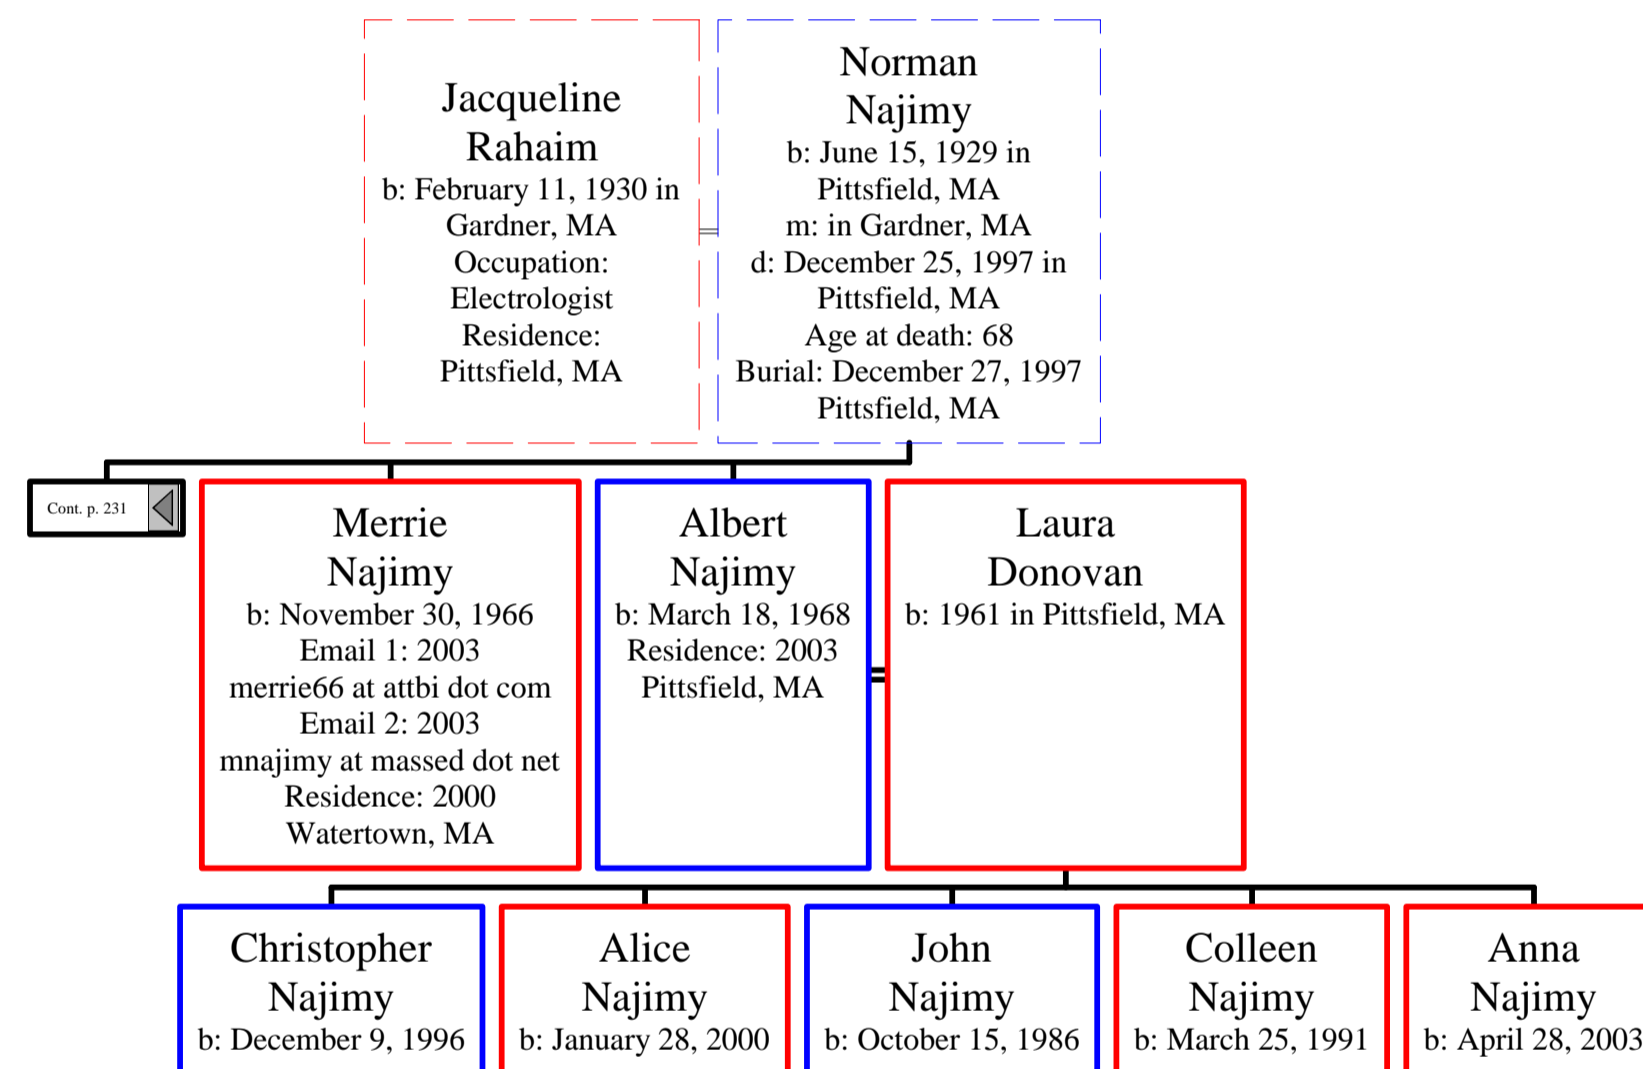 Jacqueline
Rahaim
b: February 11, 1930 in
Gardner, MA
Occupation:
Electrologist
Residence:
Pittsfield, MA
Norman
Najimy
b: June 15, 1929 in
Pittsfield, MA
m: in Gardner, MA
d: December 25, 1997 in
Pittsfield, MA
Age at death: 68
Burial: December 27, 1997
Pittsfield, MA
Cont. p. 231
Merrie
Najimy
b: November 30, 1966
Email 1: 2003
merrie66 at attbi dot com
Email 2: 2003
mnajimy at massed dot net
Residence: 2000
Watertown, MA
Albert
Najimy
b: March 18, 1968
Residence: 2003
Pittsfield, MA
Laura
Donovan
b: 1961 in Pittsfield, MA
Christopher
Najimy
b: December 9, 1996
Alice
Najimy
b: January 28, 2000
John
Najimy
b: October 15, 1986
Colleen
Najimy
b: March 25, 1991
Anna
Najimy
b: April 28, 2003